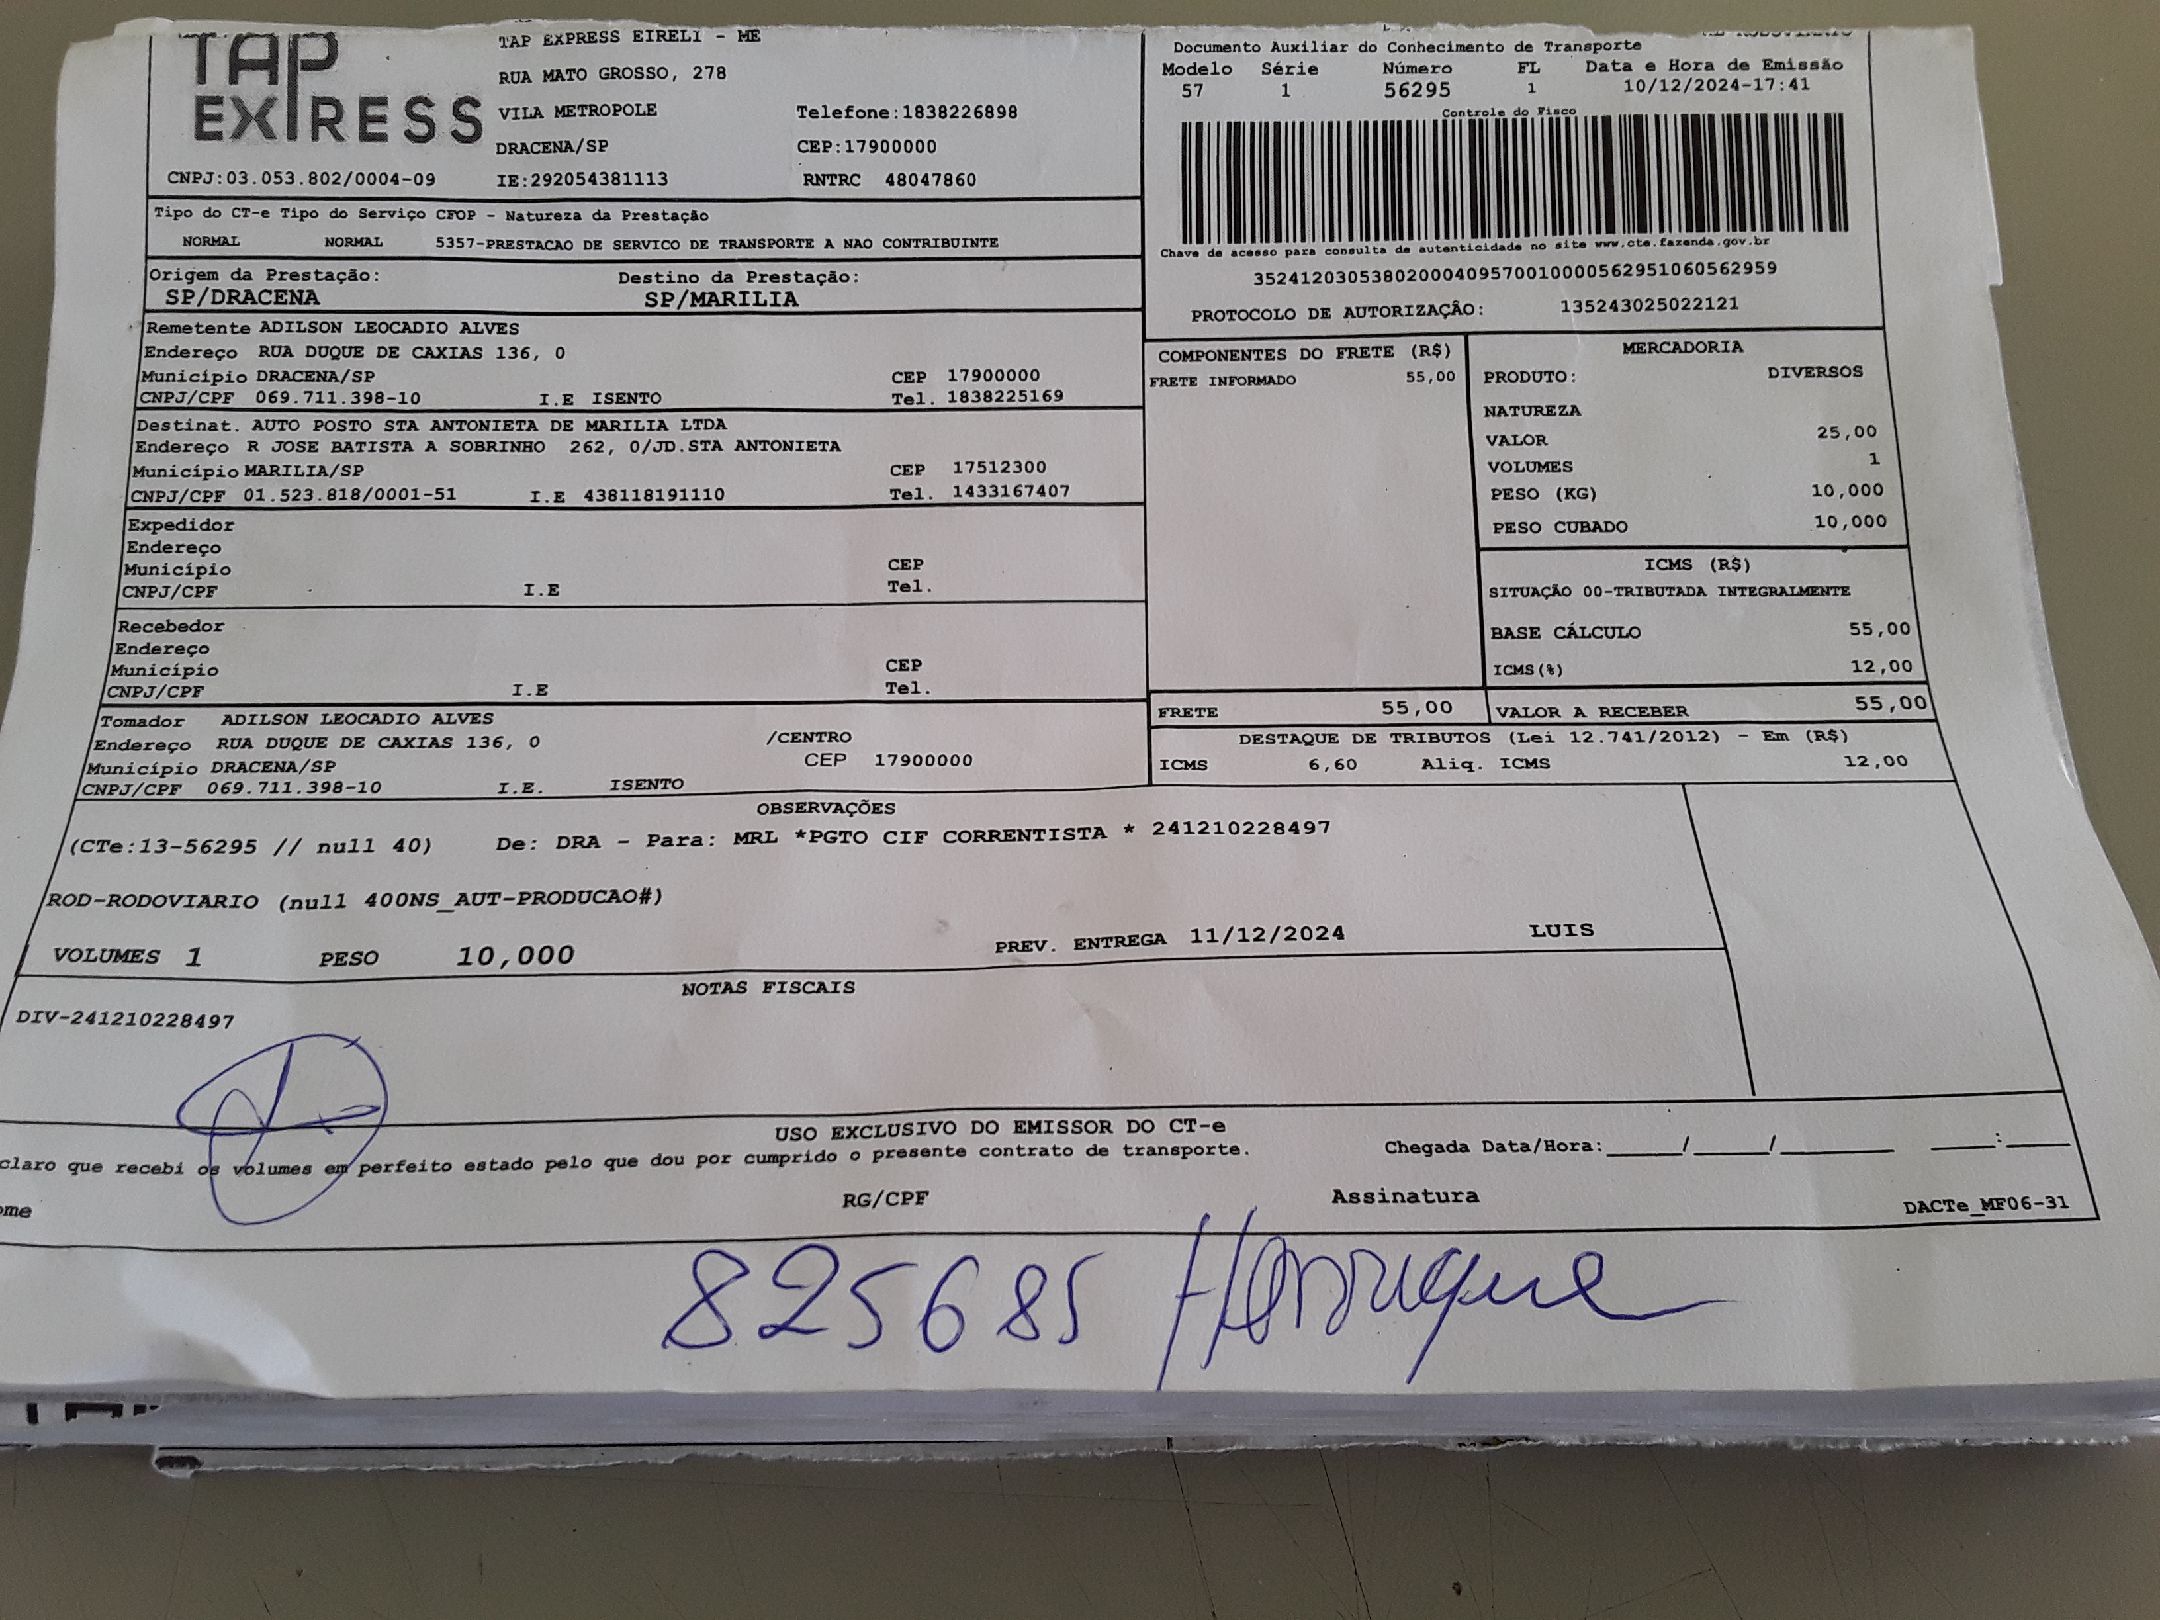 TAP EXPRESS
TAP EXPRESS EIRELI - ME
RUA MATO GROSSO, 278
VILA METROPOLE Telefone:1838226898
DRACENA/SP CEP:17900000
CNPJ:03.053.802/0004-09 IE:292054381113 RNTRC 48047860
Documento Auxiliar do Conhecimento de Transporte
Modelo Série Número FL Data e Hora de Emissão
57 1 56295 1 10/12/2024-17:41
Controle do Fisco
Chave de acesso para consulta de autenticidade no site www.cte.fazenda.gov.br
35241203053802000409570010000562951060562959
PROTOCOLO DE AUTORIZAÇÂO: 135243025022121
Tipo do CT-e Tipo do Serviço CFOP - Natureza da Prestação
NORMAL NORMAL 5357-PRESTACAO DE SERVICO DE TRANSPORTE A NAO CONTRIBUINTE
Origem da Prestação: Destino da Prestação:
SP/DRACENA SP/MARILIA
Remetente ADILSON LEOCADIO ALVES
Endereço RUA DUQUE DE CAXIAS 136, 0
Município DRACENA/SP CEP 17900000
CNPJ/CPF 069.711.398-10 I.E ISENTO Tel. 1838225169
Destinat. AUTO POSTO STA ANTONIETA DE MARILIA LTDA
Endereço R JOSE BATISTA A SOBRINHO 262, 0/JD.STA ANTONIETA
Município MARILIA/SP CEP 17512300
CNPJ/CPF 01.523.818/0001-51 I.E 438118191110 Tel. 1433167407
Expedidor
Endereço
Município CEP
CNPJ/CPF I.E Tel.
Recebedor
Endereço
Município CEP
CNPJ/CPF I.E Tel.
Tomador ADILSON LEOCADIO ALVES
Endereço RUA DUQUE DE CAXIAS 136, 0 /CENTRO
Município DRACENA/SP CEP 17900000
CNPJ/CPF 069.711.398-10 I.E. ISENTO
COMPONENTES DO FRETE (R$)
FRETE INFORMADO 55,00
MERCADORIA
PRODUTO: DIVERSOS
NATUREZA
VALOR 25,00
VOLUMES 1
PESO (KG) 10,000
PESO CUBADO 10,000
ICMS (R$)
SITUAÇÃO 00-TRIBUTADA INTEGRALMENTE
BASE CÁLCULO 55,00
ICMS(%) 12,00
FRETE 55,00 VALOR A RECEBER 55,00
DESTAQUE DE TRIBUTOS (Lei 12.741/2012) - Em (R$)
ICMS 6,60 Aliq. ICMS 12,00
OBSERVAÇÕES
(CTe:13-56295 // null 40) De: DRA - Para: MRL *PGTO CIF CORRENTISTA * 241210228497
ROD-RODOVIARIO (null 400NS_AUT-PRODUCAO#)
VOLUMES 1 PESO 10,000 PREV. ENTREGA 11/12/2024 LUIS
NOTAS FISCAIS
DIV-241210228497
USO EXCLUSIVO DO EMISSOR DO CT-e
claro que recebi os volumes em perfeito estado pelo que dou por cumprido o presente contrato de transporte. Chegada Data/Hora:_____/_____/________ ____:____
ome RG/CPF Assinatura DACTe_MF06-31
825685 Henrique